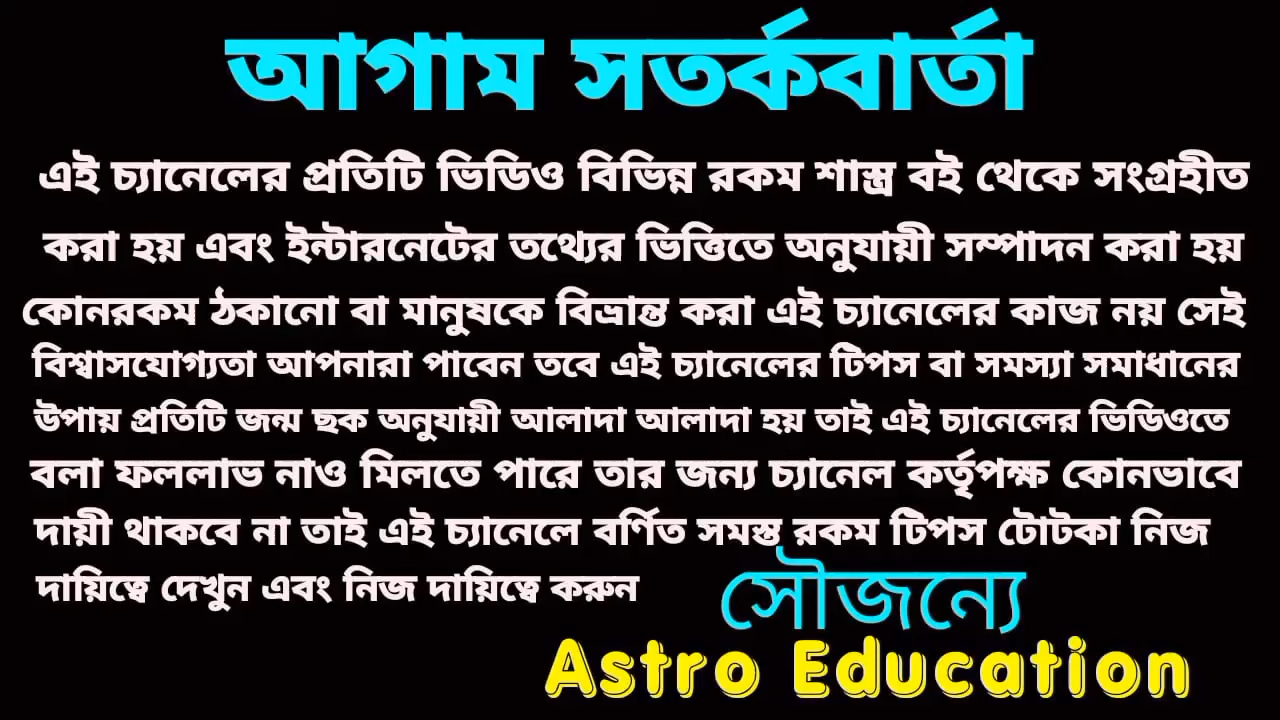 আগাম সতর্কবার্তা
এই চ্যানেলের প্রতিটি ভিডিও বিভিন্ন রকম শাস্ত্র বই থেকে সংগ্রহীত
করা হয় এবং ইন্টারনেটের তথ্যের ভিত্তিতে অনুযায়ী সম্পাদন করা হয়
কোনরকম ঠকানো বা মানুষকে বিভ্রান্ত করা এই চ্যানেলের কাজ নয় সেই
বিশ্বাসযোগ্যতা আপনারা পাবেন তবে এই চ্যানেলের টিপস বা সমস্যা সমাধানের
উপায় প্রতিটি জন্ম ছক অনুযায়ী আলাদা আলাদা হয় তাই এই চ্যানেলের ভিডিওতে
বলা ফললাভ নাও মিলতে পারে তার জন্য চ্যানেল কর্তৃপক্ষ কোনভাবে
দায়ী থাকবে না তাই এই চ্যানেলে বর্ণিত সমস্ত রকম টিপস টোটকা নিজ
দায়িত্বে দেখুন এবং নিজ দায়িত্বে করুন
সৌজন্যে
Astro Education